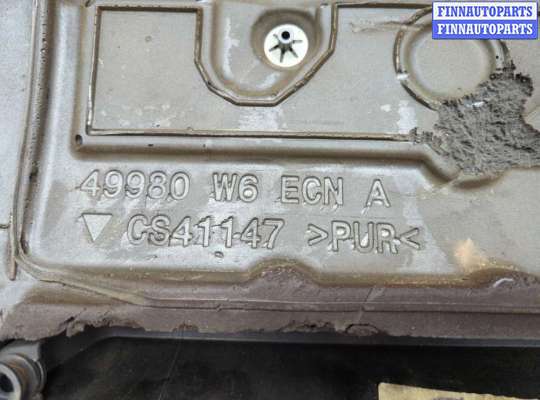 FINNAUTOPARTS
FINNAUTOPARTS
49980 W6 ECN A
CS41147 >PUR<